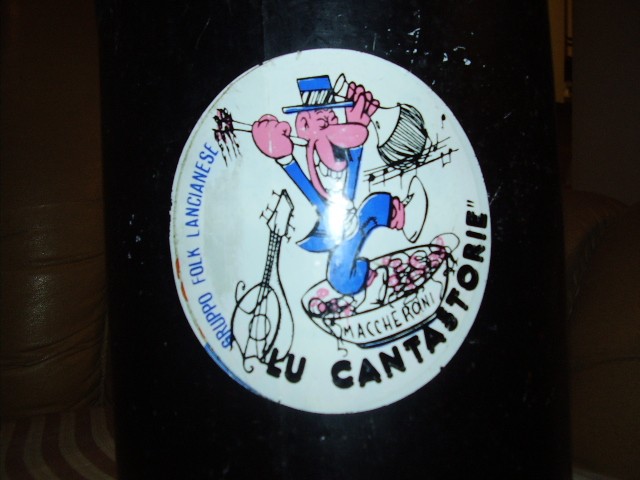 GRUPPO FOLK LANCIANESE
MACCHERONI
"LU CANTASTORIE"